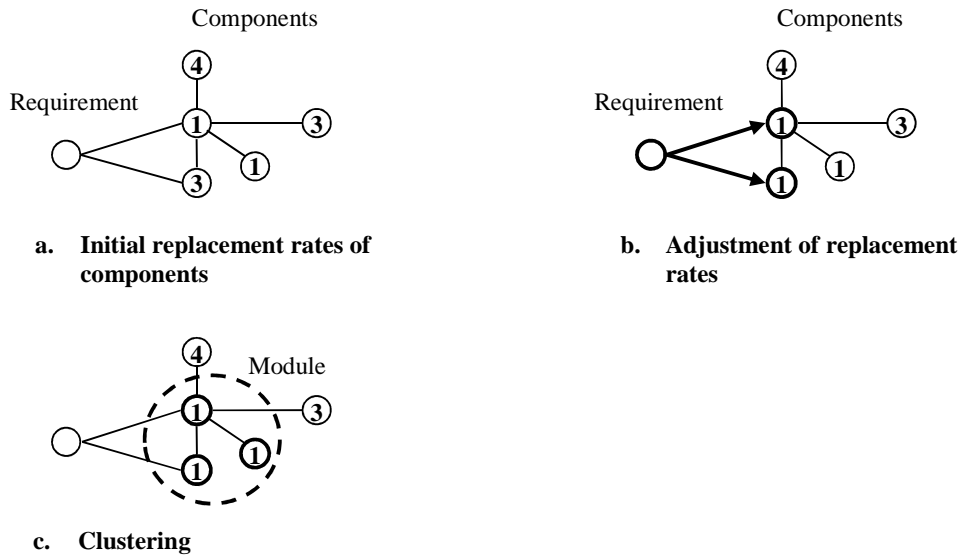 Components
4
Requirement
1
3
1
3
a. Initial replacement rates of
components
Components
4
Requirement
1
3
1
1
b. Adjustment of replacement
rates
4
Module
1
3
1
1
c. Clustering